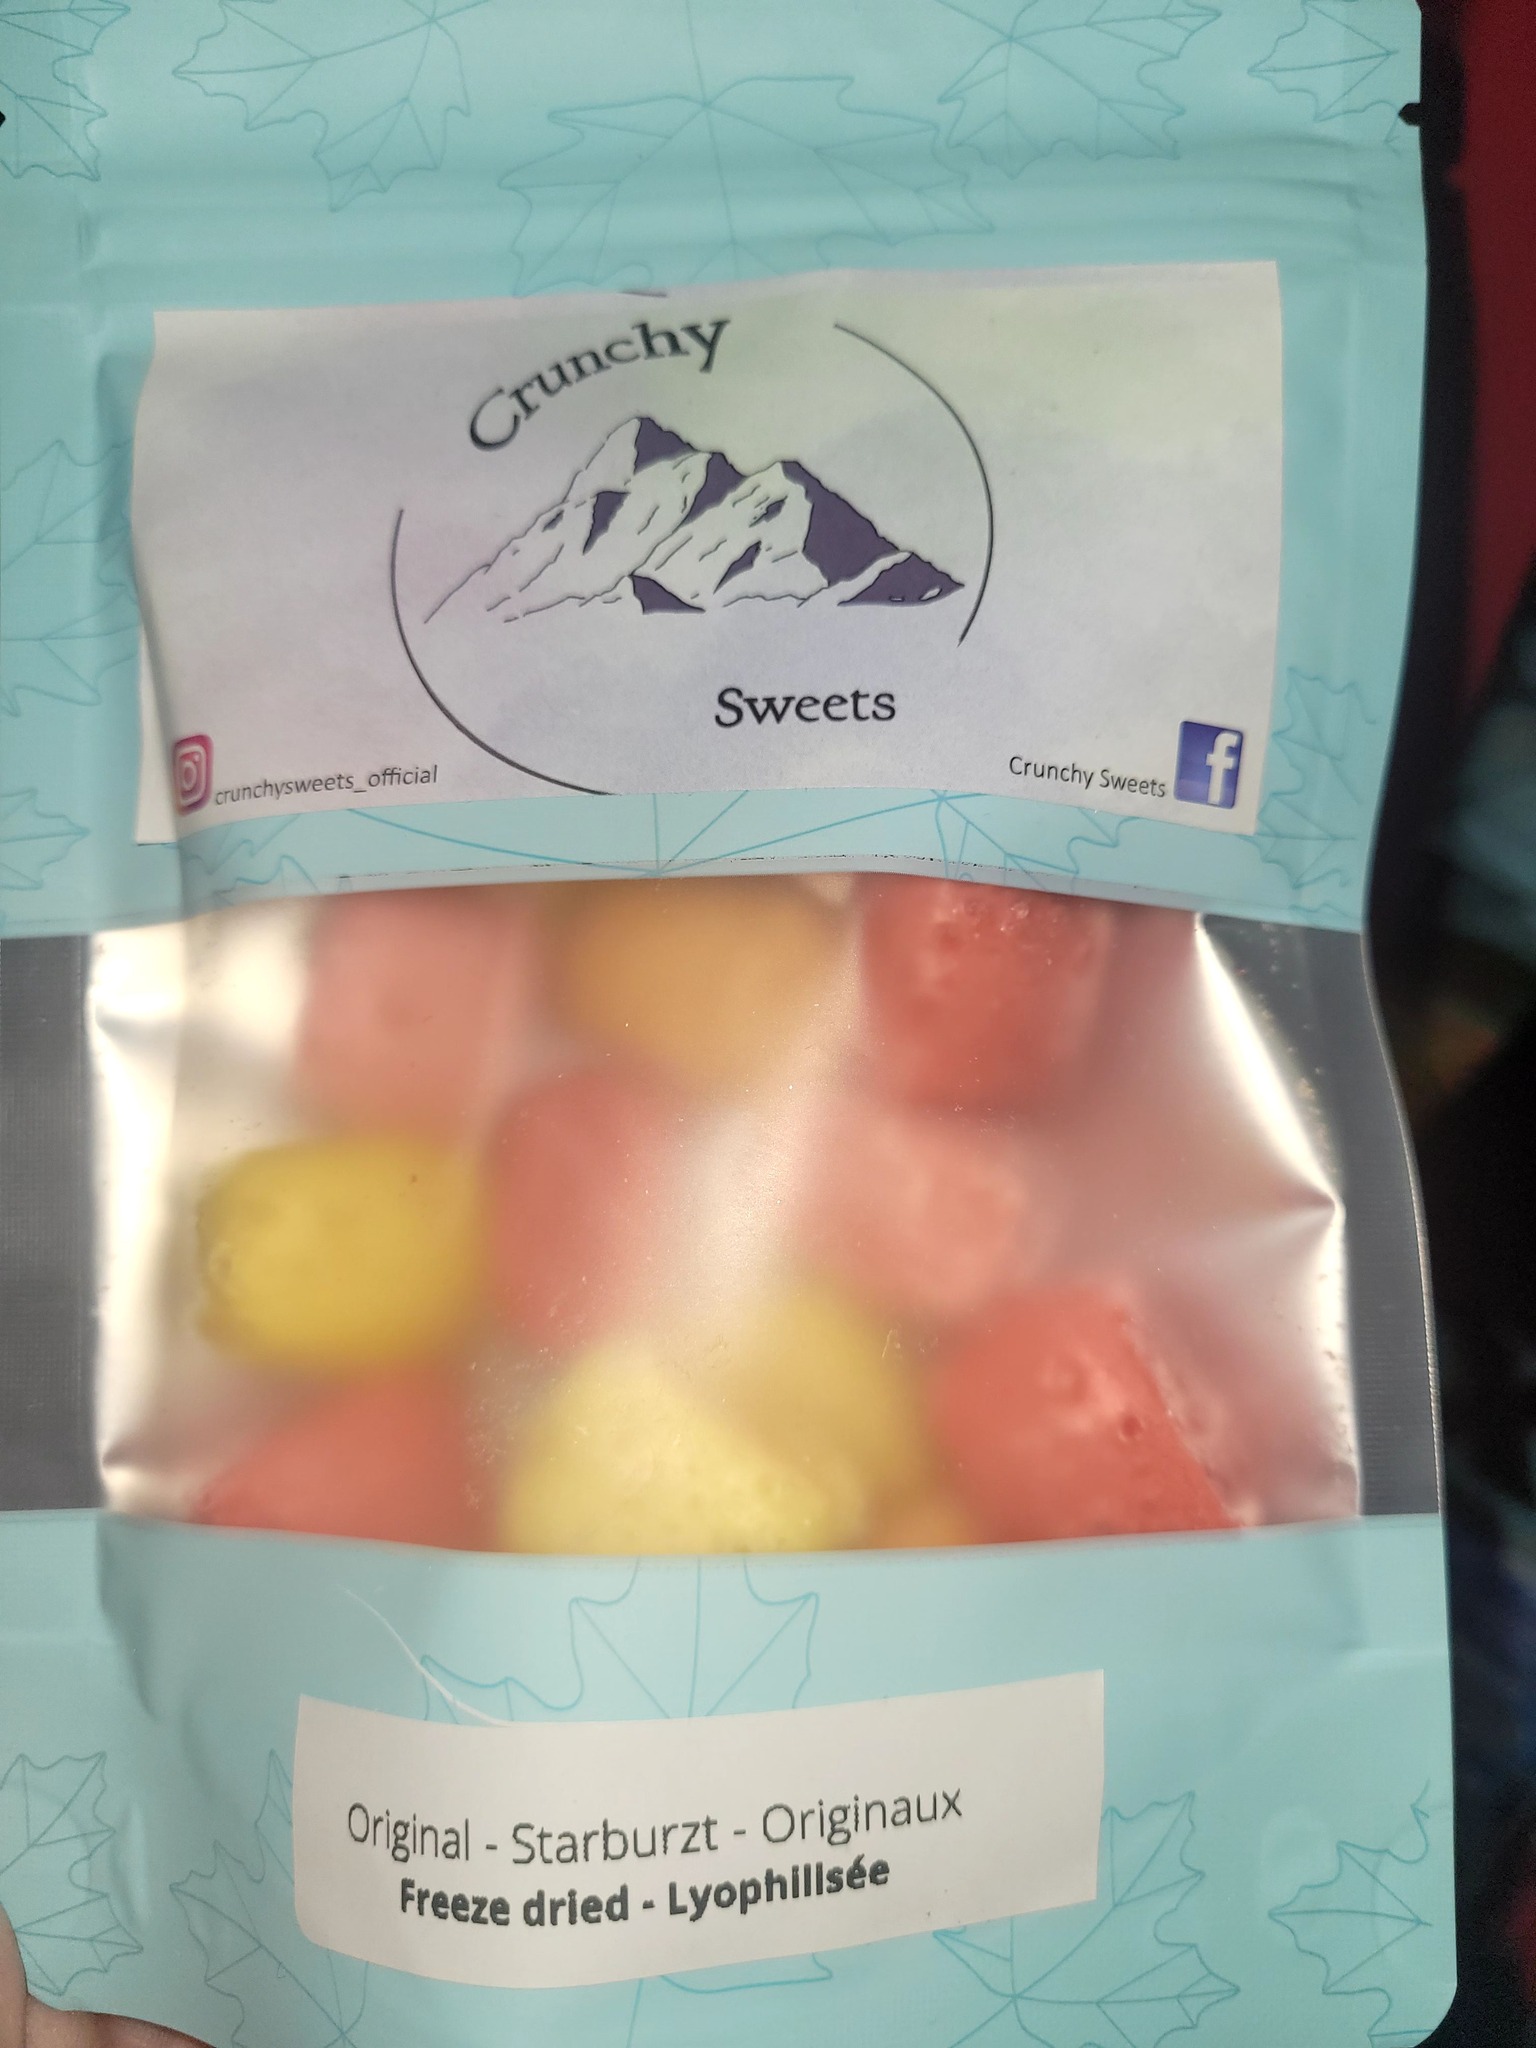 Crunchy
Sweets
crunchysweets_official
Crunchy Sweets
Original - Starburzt - Originaux
Freeze dried - Lyophilisée